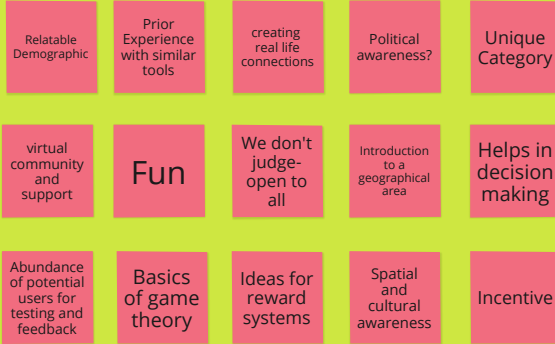 Relatable
Demographic
Prior
Experience
with similar
tools
creating
real life
connections
Political
awareness?
Unique
Category
virtual
community
and
support
Fun
We don't
judge-
open to
all
Introduction
to a
geographical
area
Helps in
decision
making
Abundance
of potential
users for
testing and
feedback
Basics
of game
theory
Ideas for
reward
systems
Spatial
and
cultural
awareness
Incentive